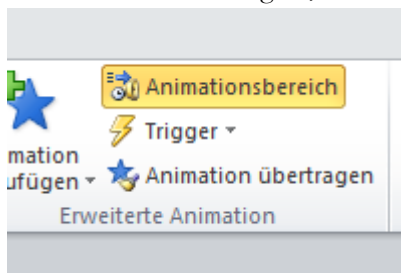 Animationsbereich
Trigger
mation
ufügen
Animation übertragen
Erweiterte Animation